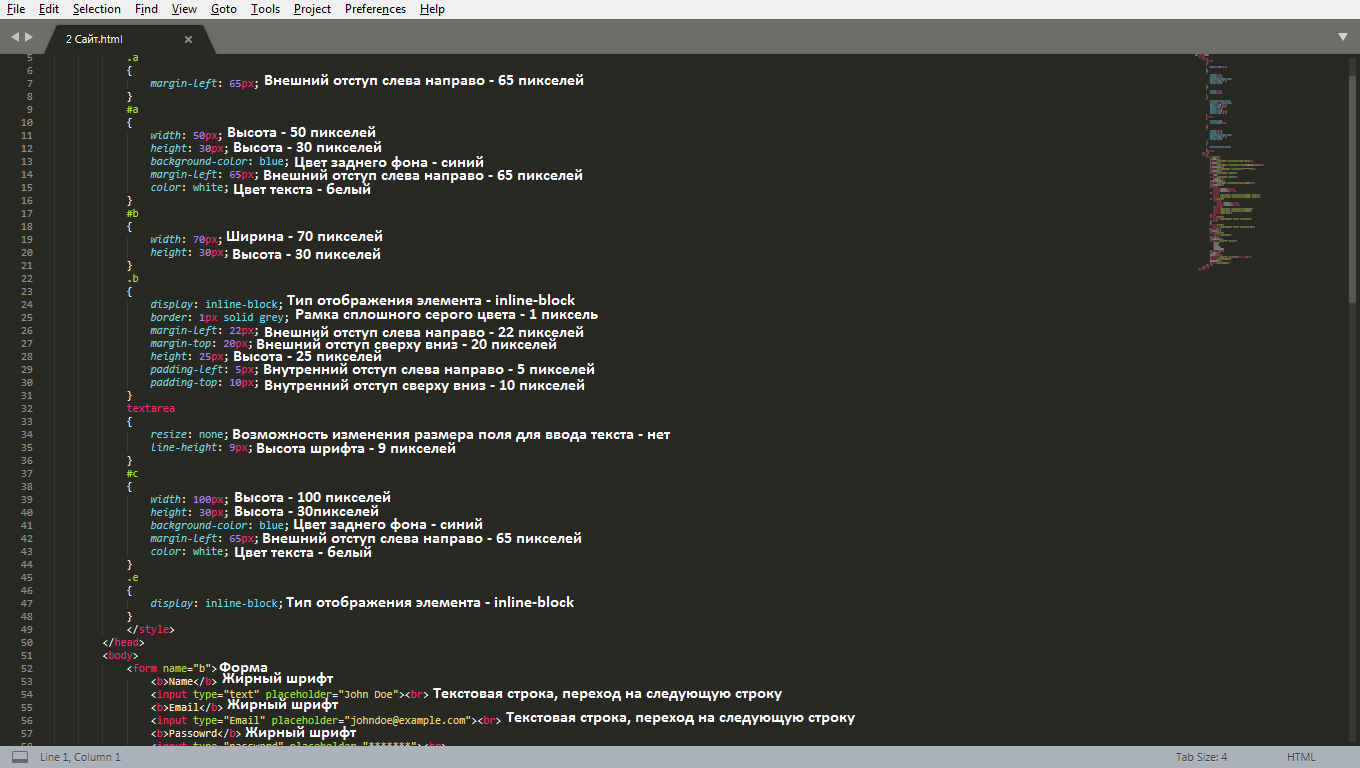 File Edit Selection Find View Goto Tools Project Preferences Help
2 Сайт.html
5 .a
6 {
7 margin-left: 65px; Внешний отступ слева направо - 65 пикселей
8 }
9 #a
10 {
11 width: 50px; Высота - 50 пикселей
12 height: 30px; Высота - 30 пикселей
13 background-color: blue; Цвет заднего фона - синий
14 margin-left: 65px; Внешний отступ слева направо - 65 пикселей
15 color: white; Цвет текста - белый
16 }
17 #b
18 {
19 width: 70px; Ширина - 70 пикселей
20 height: 30px; Высота - 30 пикселей
21 }
22 .b
23 {
24 display: inline-block; Тип отображения элемента - inline-block
25 border: 1px solid grey; Рамка сплошного серого цвета - 1 пиксель
26 margin-left: 22px; Внешний отступ слева направо - 22 пикселей
27 margin-top: 20px; Внешний отступ сверху вниз - 20 пикселей
28 height: 25px; Высота - 25 пикселей
29 padding-left: 5px; Внутренний отступ слева направо - 5 пикселей
30 padding-top: 10px; Внутренний отступ сверху вниз - 10 пикселей
31 }
32 textarea
33 {
34 resize: none; Возможность изменения размера поля для ввода текста - нет
35 line-height: 9px; Высота шрифта - 9 пикселей
36 }
37 #c
38 {
39 width: 100px; Высота - 100 пикселей
40 height: 30px; Высота - 30пикселей
41 background-color: blue; Цвет заднего фона - синий
42 margin-left: 65px; Внешний отступ слева направо - 65 пикселей
43 color: white; Цвет текста - белый
44 }
45 .e
46 {
47 display: inline-block; Тип отображения элемента - inline-block
48 }
49 </style>
50 </head>
51 <body>
52 <form name="b"> Форма
53 <b>Name</b> Жирный шрифт
54 <input type="text" placeholder="John Doe"><br> Текстовая строка, переход на следующую строку
55 <b>Email</b> Жирный шрифт
56 <input type="Email" placeholder="johndoe@example.com"><br> Текстовая строка, переход на следующую строку
57 <b>Passowrd</b> Жирный шрифт
58 <input type="password" placeholder="*******"><br>
Line 1, Column 1 Tab Size: 4 HTML